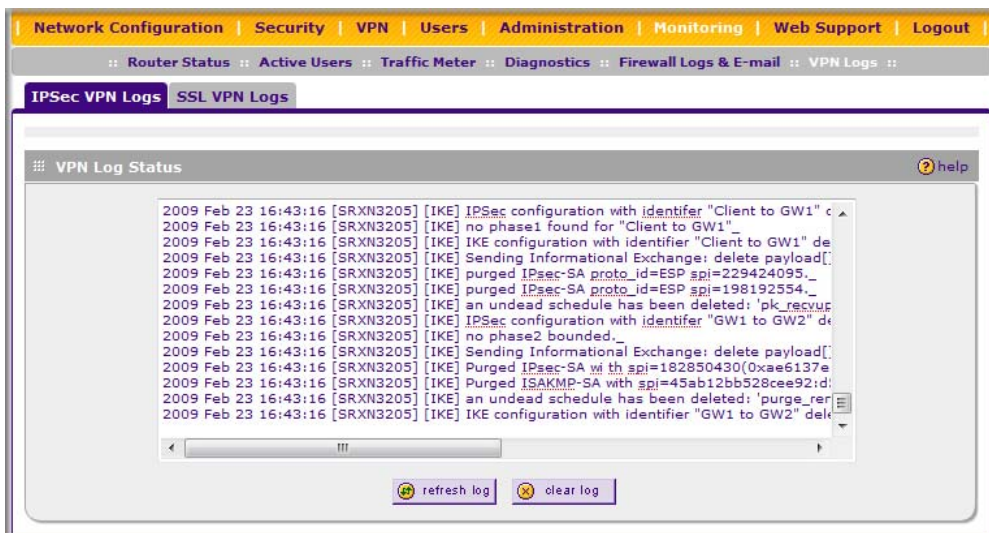 Network Configuration | Security | VPN | Users | Administration | Monitoring | Web Support | Logout
:: Router Status :: Active Users :: Traffic Meter :: Diagnostics :: Firewall Logs & E-mail :: VPN Logs ::
IPSec VPN Logs SSL VPN Logs
VPN Log Status help
2009 Feb 23 16:43:16 [SRXN3205] [IKE] IPSec configuration with identifer "Client to GW1" d
2009 Feb 23 16:43:16 [SRXN3205] [IKE] no phase1 found for "Client to GW1"_
2009 Feb 23 16:43:16 [SRXN3205] [IKE] IKE configuration with identifier "Client to GW1" de
2009 Feb 23 16:43:16 [SRXN3205] [IKE] Sending Informational Exchange: delete payload[]
2009 Feb 23 16:43:16 [SRXN3205] [IKE] purged IPsec-SA proto_id=ESP spi=229424095._
2009 Feb 23 16:43:16 [SRXN3205] [IKE] purged IPsec-SA proto_id=ESP spi=198192554._
2009 Feb 23 16:43:16 [SRXN3205] [IKE] an undead schedule has been deleted: 'pk_recvup
2009 Feb 23 16:43:16 [SRXN3205] [IKE] IPSec configuration with identifer "GW1 to GW2" de
2009 Feb 23 16:43:16 [SRXN3205] [IKE] no phase2 bounded._
2009 Feb 23 16:43:16 [SRXN3205] [IKE] Sending Informational Exchange: delete payload[]
2009 Feb 23 16:43:16 [SRXN3205] [IKE] Purged IPsec-SA wi th spi=182850430(0xae6137e
2009 Feb 23 16:43:16 [SRXN3205] [IKE] Purged ISAKMP-SA with spi=45ab12bb528cee92:d
2009 Feb 23 16:43:16 [SRXN3205] [IKE] an undead schedule has been deleted: 'purge_rem
2009 Feb 23 16:43:16 [SRXN3205] [IKE] IKE configuration with identifier "GW1 to GW2" dele
refresh log clear log